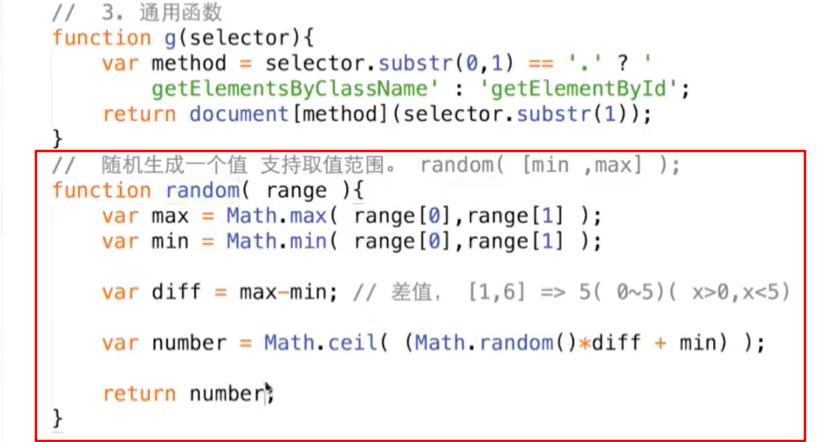 // 3. 通用函数
function g(selector){
var method = selector.substr(0,1) == '.' ? '
getElementsByClassName' : 'getElementById';
return document[method](selector.substr(1));
}
// 随机生成一个值 支持取值范围。 random( [min ,max] );
function random( range ){
var max = Math.max( range[0],range[1] );
var min = Math.min( range[0],range[1] );
var diff = max-min; // 差值, [1,6] => 5( 0~5)( x>0,x<5)
var number = Math.ceil( (Math.random()*diff + min) );
return number;
}